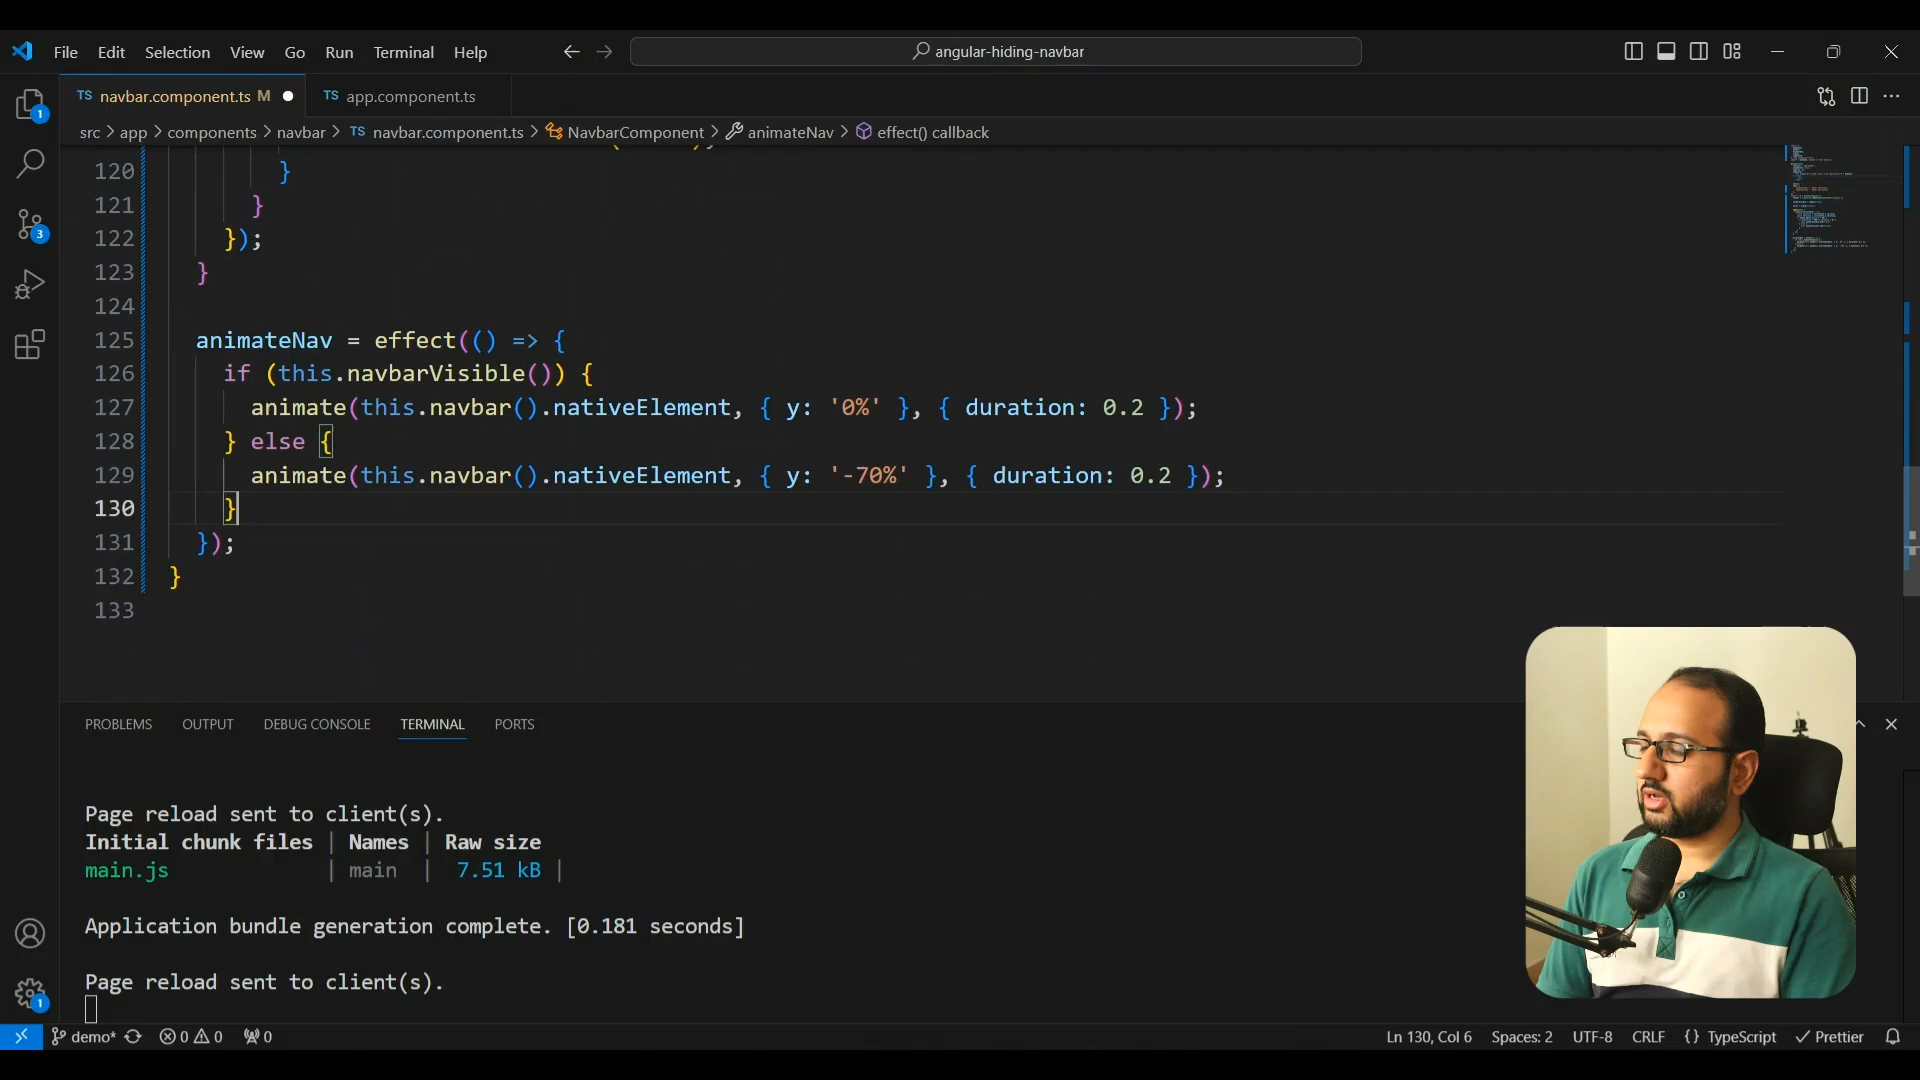 File Edit Selection View Go Run Terminal Help
angular-hiding-navbar
TS navbar.component.ts M
TS app.component.ts
src > app > components > navbar > TS navbar.component.ts > NavbarComponent > animateNav > effect() callback
120 }
121 }
122 });
123 }
124
125 animateNav = effect(() => {
126 if (this.navbarVisible()) {
127 animate(this.navbar().nativeElement, { y: '0%' }, { duration: 0.2 });
128 } else {
129 animate(this.navbar().nativeElement, { y: '-70%' }, { duration: 0.2 });
130 }
131 });
132 }
133
1
3
1
PROBLEMS OUTPUT DEBUG CONSOLE TERMINAL PORTS
Page reload sent to client(s).
Initial chunk files | Names | Raw size
main.js | main | 7.51 kB |
Application bundle generation complete. [0.181 seconds]
Page reload sent to client(s).
demo* 0 0 0 Ln 130, Col 6 Spaces: 2 UTF-8 CRLF {} TypeScript Prettier